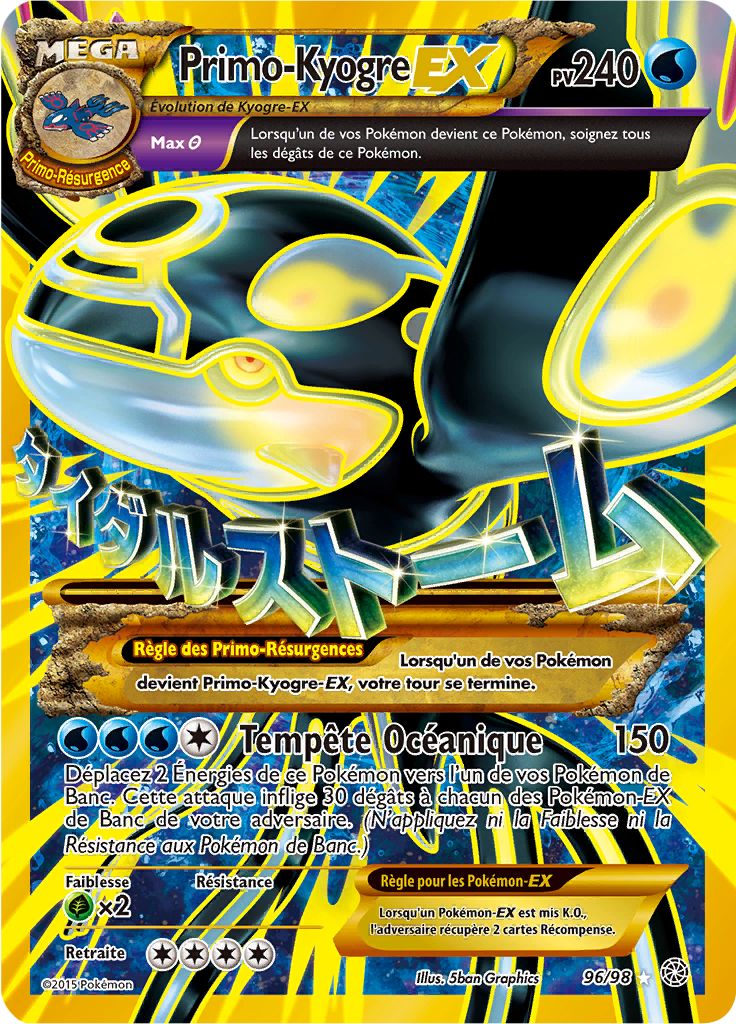 MÉGA
Primo-Kyogre EX
PV240
Évolution de Kyogre-EX
Primo-Résurgence
Max θ
Lorsqu'un de vos Pokémon devient ce Pokémon, soignez tous
les dégâts de ce Pokémon.
タイダルストーム
Règle des Primo-Résurgences
Lorsqu'un de vos Pokémon
devient Primo-Kyogre-EX, votre tour se termine.
Tempête Océanique 150
Déplacez 2 Énergies de ce Pokémon vers l'un de vos Pokémon de
Banc. Cette attaque inflige 30 dégâts à chacun des Pokémon-EX
de Banc de votre adversaire. (N'appliquez ni la Faiblesse ni la
Résistance aux Pokémon de Banc.)
Faiblesse Résistance
×2
Retraite
Règle pour les Pokémon-EX
Lorsqu'un Pokémon-EX est mis K.O.,
l'adversaire récupère 2 cartes Récompense.
©2015 Pokémon
Illus. 5ban Graphics
96/98